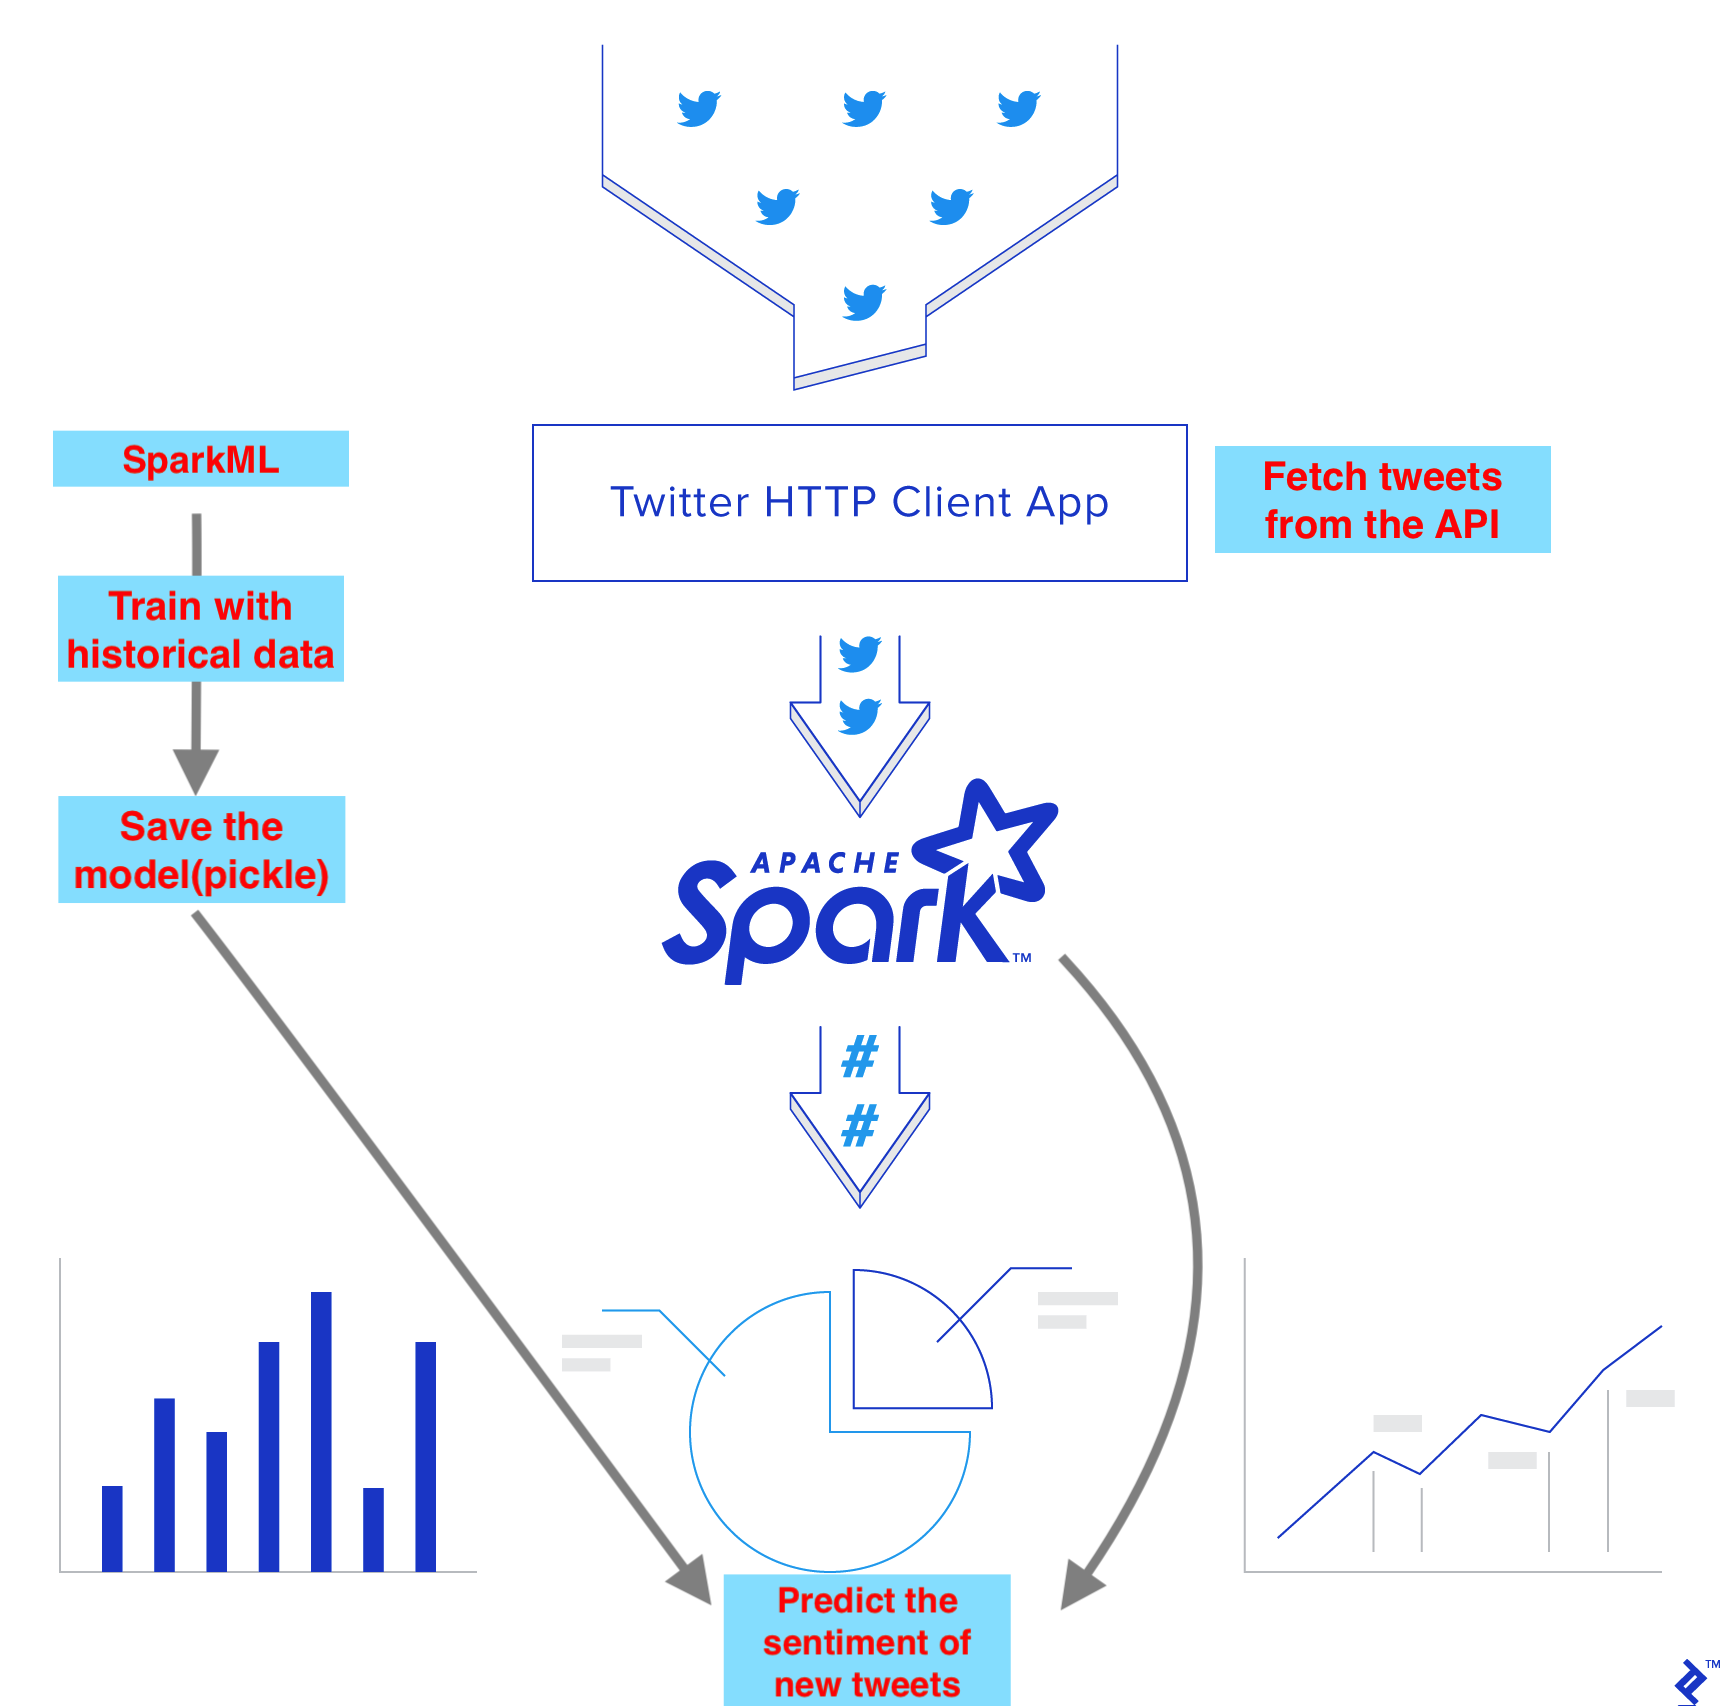 SparkML
Twitter HTTP Client App
Fetch tweets
from the API
Train with
historical data
Save the
model(pickle)
APACHE
Spark™
#
#
Predict the
sentiment of
new tweets
TM